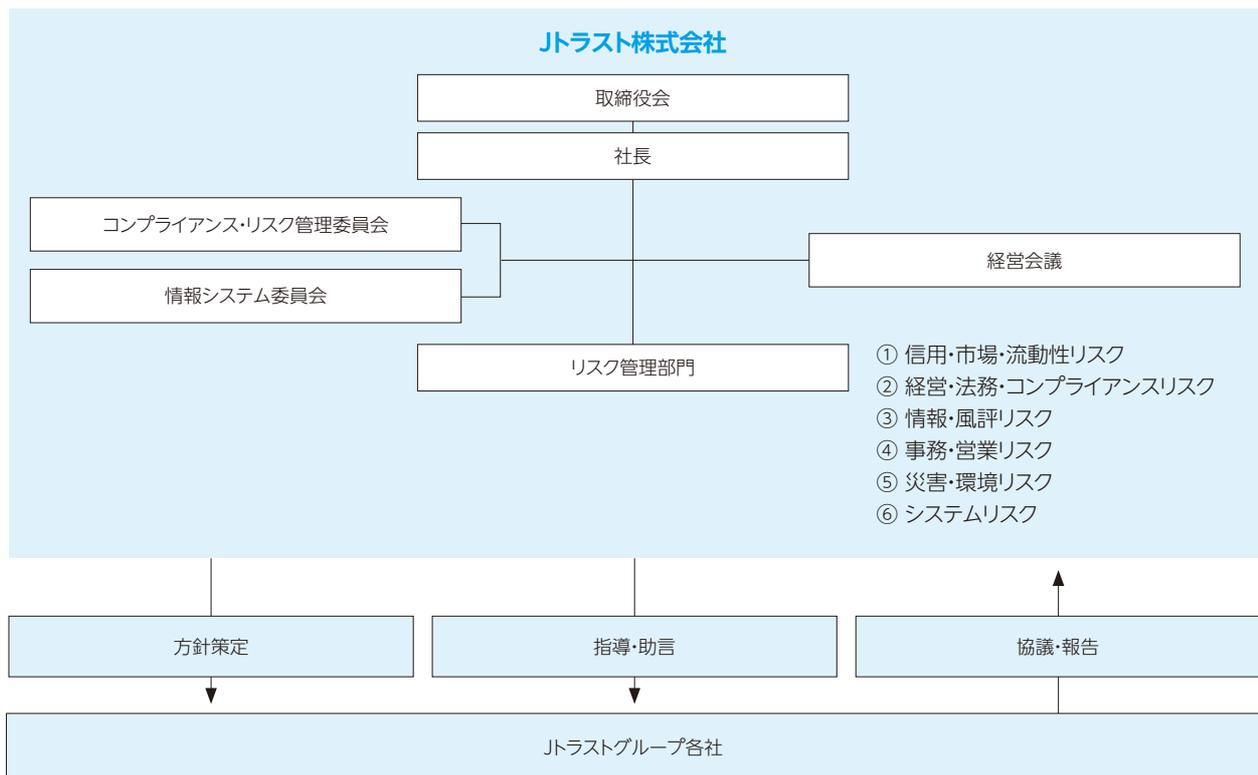 Jトラスト株式会社
取締役会
社長
コンプライアンス・リスク管理委員会
情報システム委員会
経営会議
リスク管理部門
① 信用・市場・流動性リスク
② 経営・法務・コンプライアンスリスク
③ 情報・風評リスク
④ 事務・営業リスク
⑤ 災害・環境リスク
⑥ システムリスク
方針策定
指導・助言
協議・報告
Jトラストグループ各社